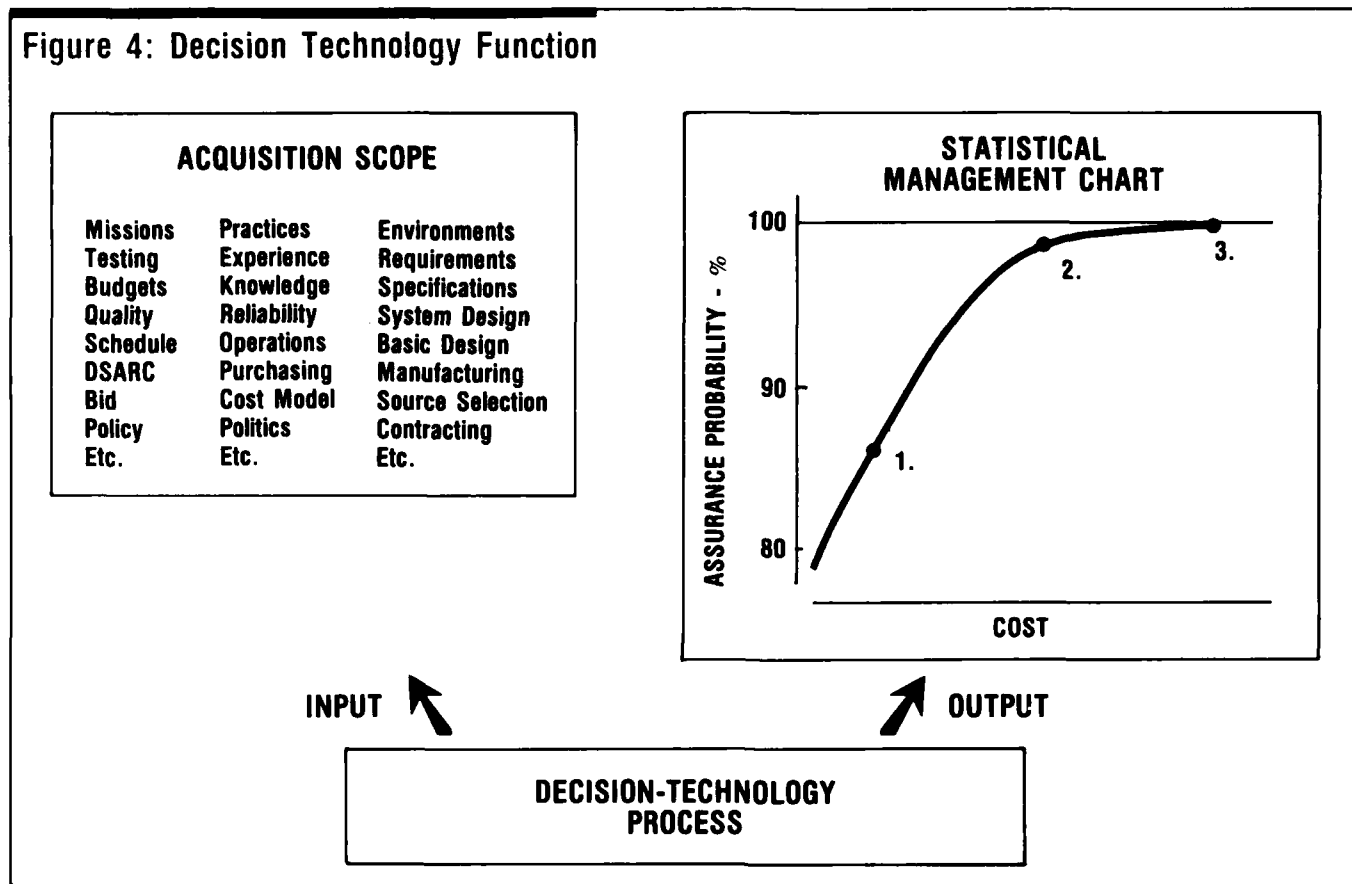 Figure 4: Decision Technology Function
ACQUISITION SCOPE
Missions Practices Environments
Testing Experience Requirements
Budgets Knowledge Specifications
Quality Reliability System Design
Schedule Operations Basic Design
DSARC Purchasing Manufacturing
Bid Cost Model Source Selection
Policy Politics Contracting
Etc. Etc. Etc.
STATISTICAL
MANAGEMENT CHART
ASSURANCE PROBABILITY - %
100
90
80
1.
2.
3.
COST
INPUT
OUTPUT
DECISION-TECHNOLOGY
PROCESS